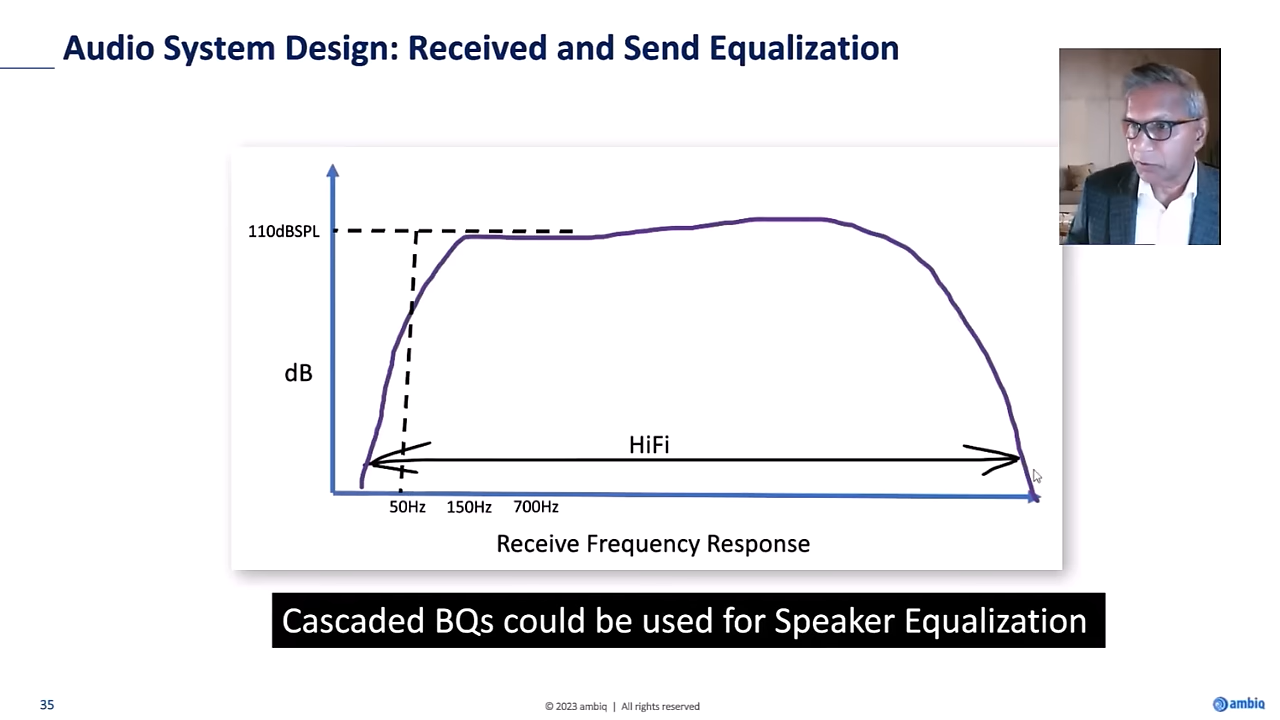 Audio System Design: Received and Send Equalization
110dBSPL
dB
HiFi
50Hz 150Hz 700Hz
Receive Frequency Response
Cascaded BQs could be used for Speaker Equalization
35
© 2023 ambiq | All rights reserved
ambiq